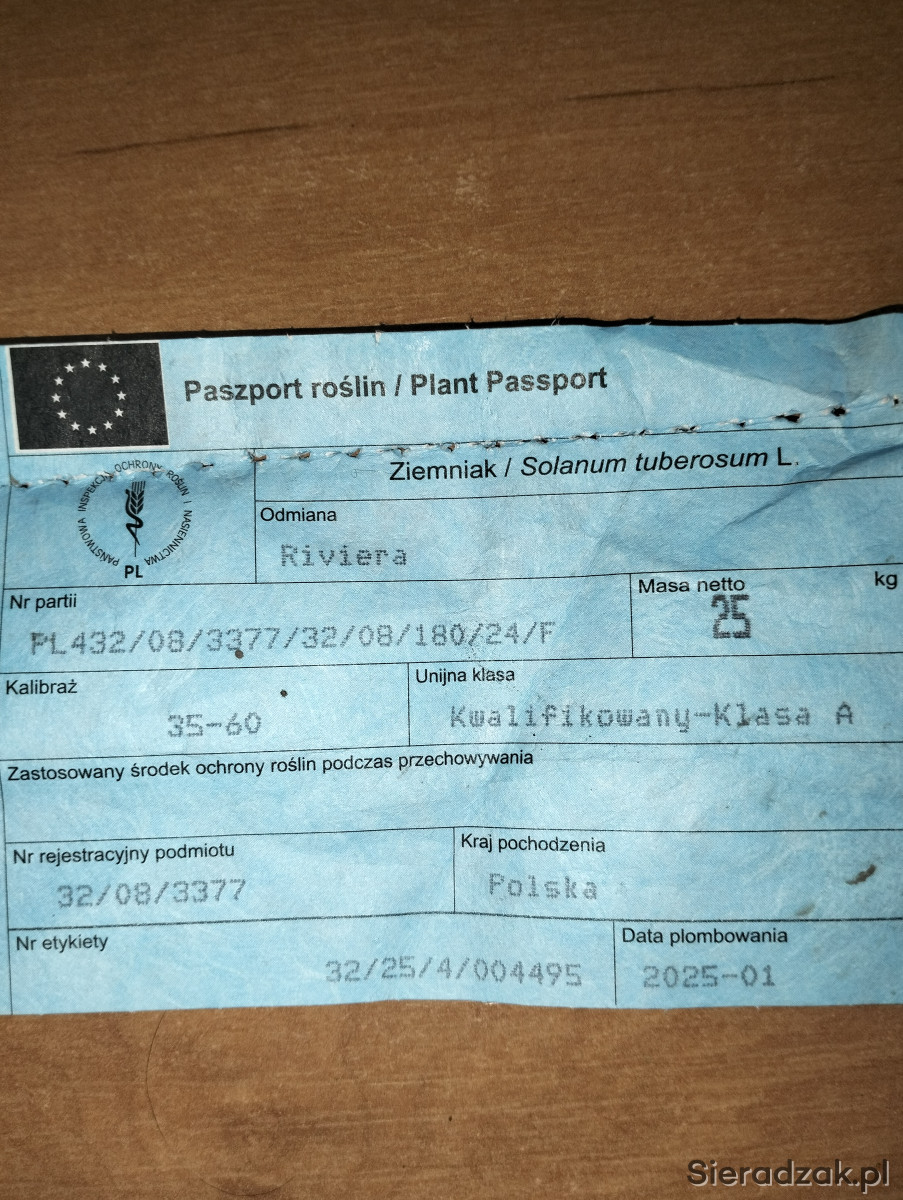 Paszport roślin / Plant Passport
Ziemniak / Solanum tuberosum L.
PAŃSTWOWA INSPEKCJA OCHRONY ROŚLIN I NASIENNICTWA
PL
Odmiana
Riviera
Nr partii
PL432/08/3377/32/08/180/24/F
Masa netto kg
25
Kalibraż
35-60
Unijna klasa
Kwalifikowany-Klasa A
Zastosowany środek ochrony roślin podczas przechowywania
Nr rejestracyjny podmiotu
32/08/3377
Kraj pochodzenia
Polska
Nr etykiety
32/25/4/004495
Data plombowania
2025-01
Sieradzak.pl